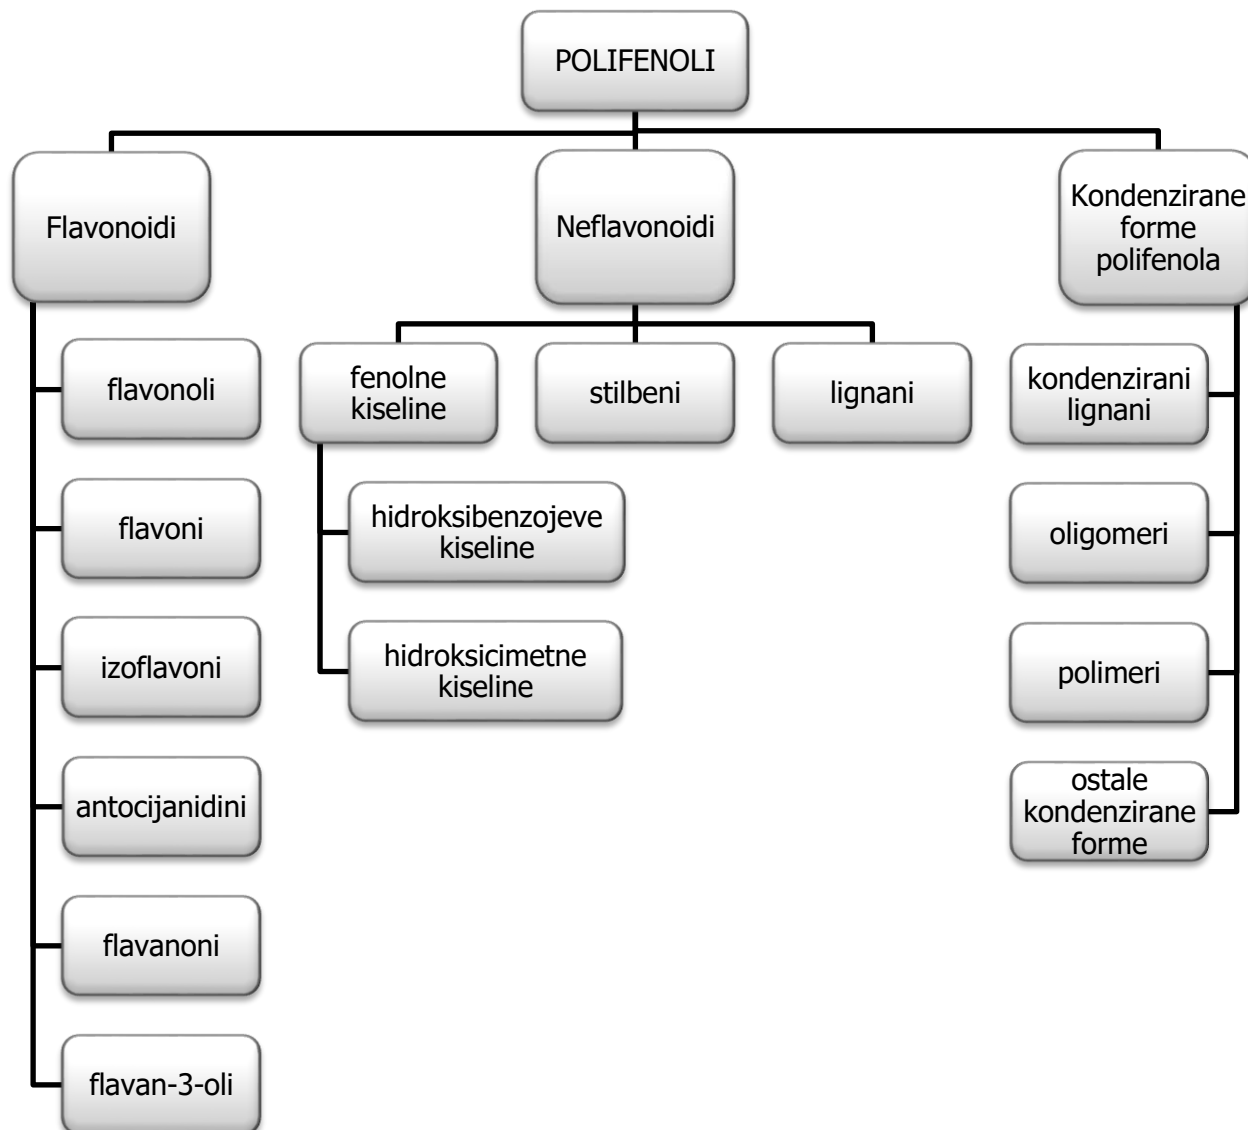 POLIFENOLI
Flavonoidi
Neflavonoidi
Kondenzirane
forme
polifenola
flavonoli
flavoni
izoflavoni
antocijanidini
flavanoni
flavan-3-oli
fenolne
kiseline
stilbeni
lignani
hidroksibenzojeve
kiseline
hidroksicimetne
kiseline
kondenzirani
lignani
oligomeri
polimeri
ostale
kondenzirane
forme